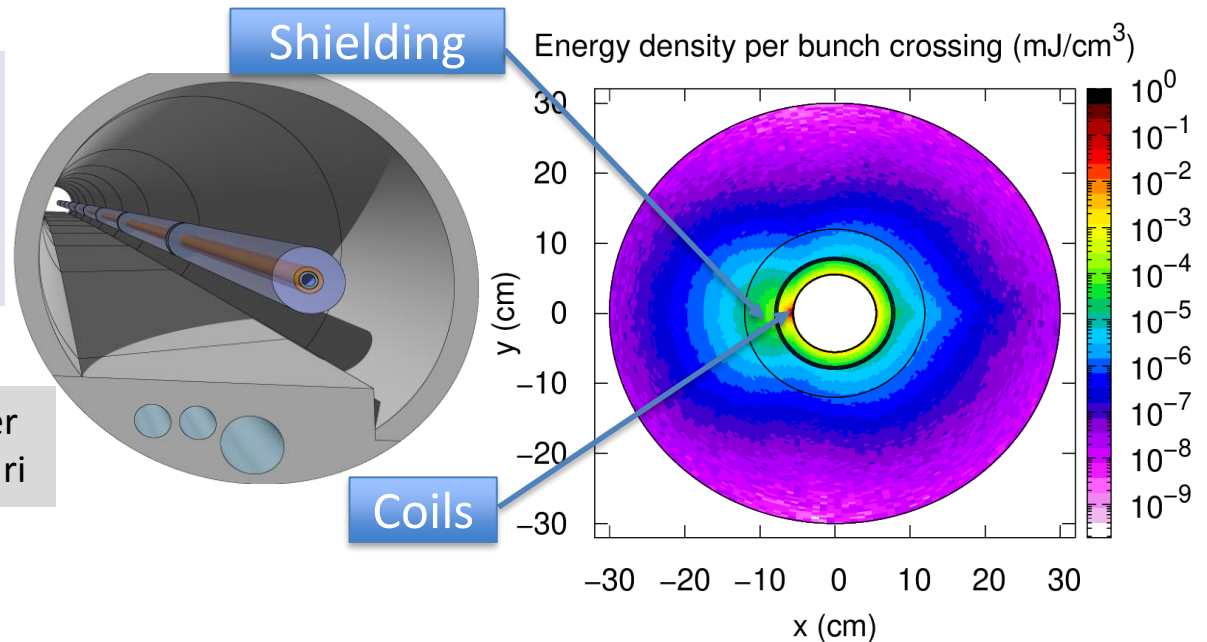 Shielding
Energy density per bunch crossing (mJ/cm³)
30
20
10
0
−10
−20
−30
y (cm)
−30 −20 −10 0 10 20 30
x (cm)
10⁰
10⁻¹
10⁻²
10⁻³
10⁻⁴
10⁻⁵
10⁻⁶
10⁻⁷
10⁻⁸
10⁻⁹
Coils
er
ri